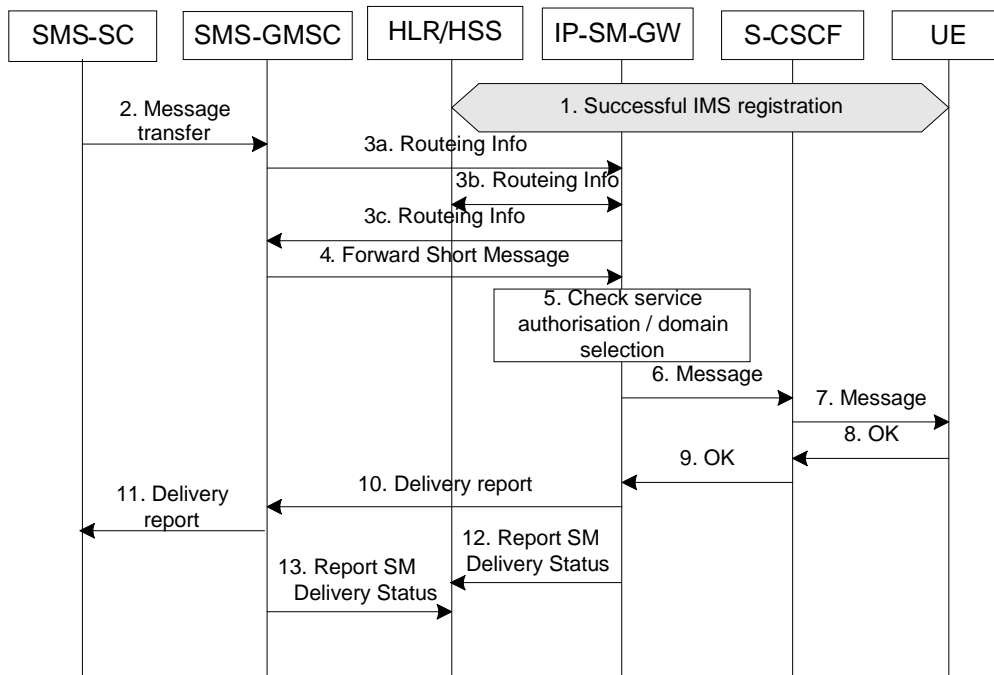 SMS-SC
SMS-GMSC
HLR/HSS
IP-SM-GW
S-CSCF
UE
1. Successful IMS registration
2. Message
transfer
3a. Routeing Info
3b. Routeing Info
3c. Routeing Info
4. Forward Short Message
5. Check service
authorisation / domain
selection
6. Message
7. Message
8. OK
9. OK
10. Delivery report
11. Delivery
report
12. Report SM
Delivery Status
13. Report SM
Delivery Status